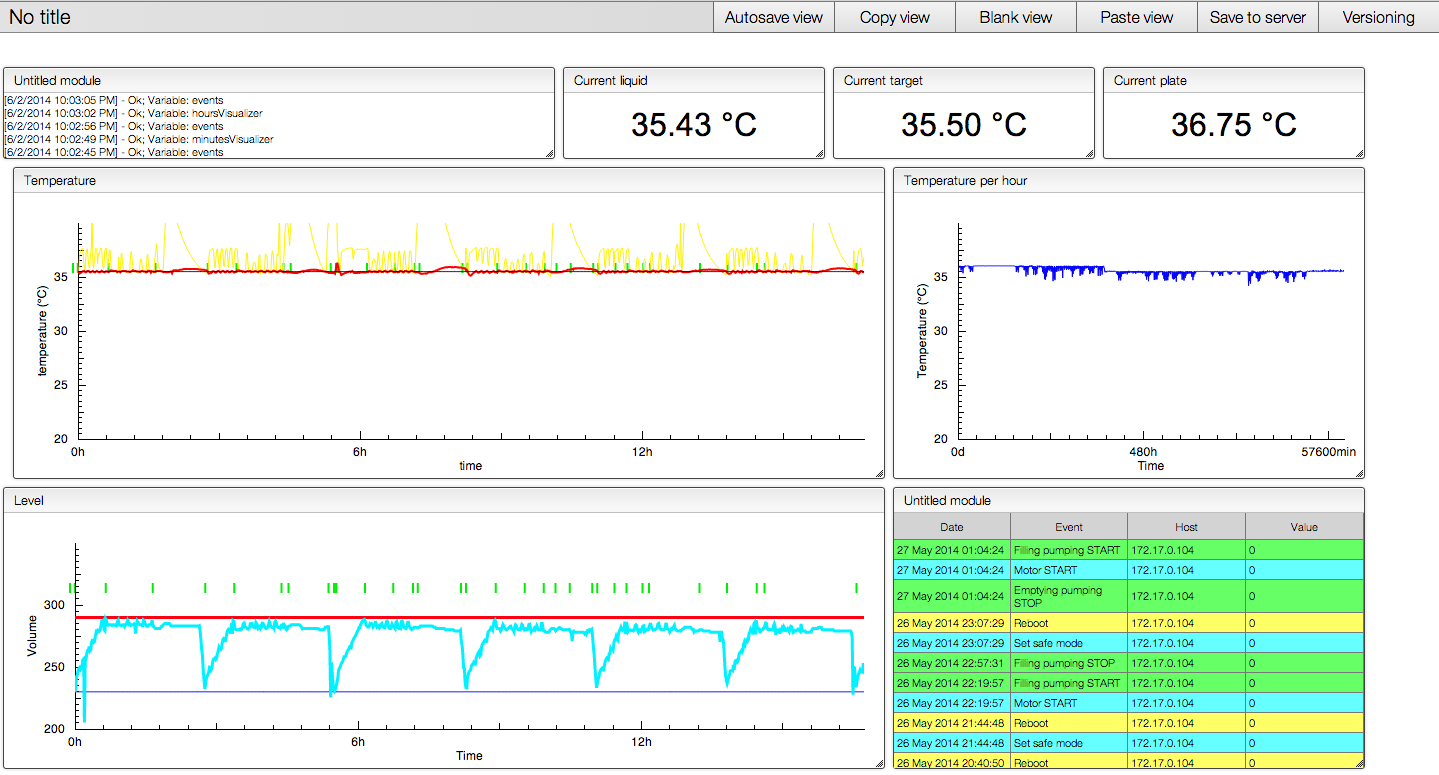 No title
Autosave view
Copy view
Blank view
Paste view
Save to server
Versioning
Untitled module
[6/2/2014 10:03:05 PM] - Ok; Variable: events
[6/2/2014 10:03:02 PM] - Ok; Variable: hoursVisualizer
[6/2/2014 10:02:56 PM] - Ok; Variable: events
[6/2/2014 10:02:49 PM] - Ok; Variable: minutesVisualizer
[6/2/2014 10:02:45 PM] - Ok; Variable: events
Current liquid
35.43 °C
Current target
35.50 °C
Current plate
36.75 °C
Temperature
temperature (°C)
35
30
25
20
0h 6h 12h
time
Temperature per hour
Temperature (°C)
35
30
25
20
0d 480h 57600min
Time
Level
Volume
300
250
200
0h 6h 12h
Time
Untitled module
Date Event Host Value
27 May 2014 01:04:24 Filling pumping START 172.17.0.104 0
27 May 2014 01:04:24 Motor START 172.17.0.104 0
27 May 2014 01:04:24 Emptying pumping STOP 172.17.0.104 0
26 May 2014 23:07:29 Reboot 172.17.0.104 0
26 May 2014 23:07:29 Set safe mode 172.17.0.104 0
26 May 2014 22:57:31 Filling pumping STOP 172.17.0.104 0
26 May 2014 22:19:57 Filling pumping START 172.17.0.104 0
26 May 2014 22:19:57 Motor START 172.17.0.104 0
26 May 2014 21:44:48 Reboot 172.17.0.104 0
26 May 2014 21:44:48 Set safe mode 172.17.0.104 0
26 May 2014 20:40:50 Reboot 172.17.0.104 0